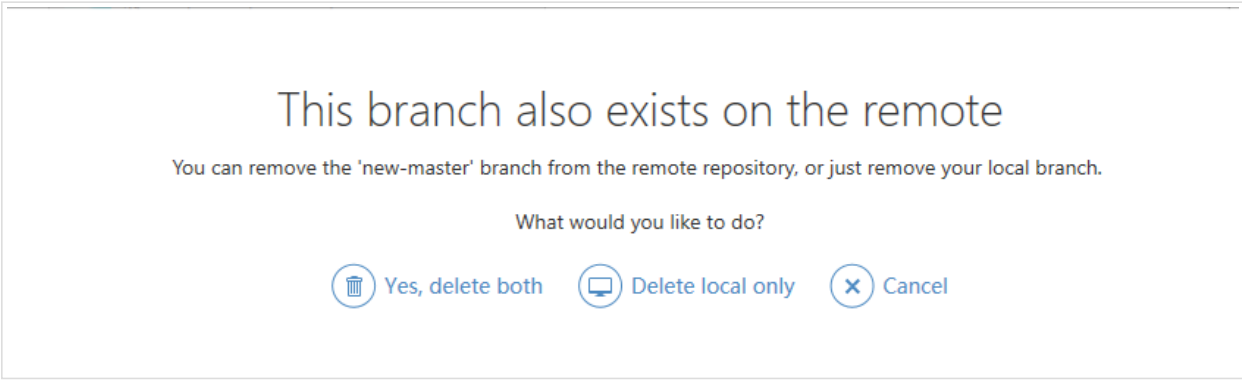 This branch also exists on the remote
You can remove the 'new-master' branch from the remote repository, or just remove your local branch.
What would you like to do?
Yes, delete both Delete local only Cancel